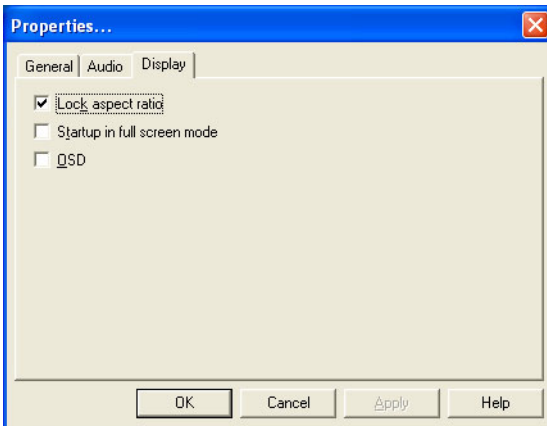 Properties...
General Audio Display
Lock aspect ratio
Startup in full screen mode
OSD
OK Cancel Apply Help